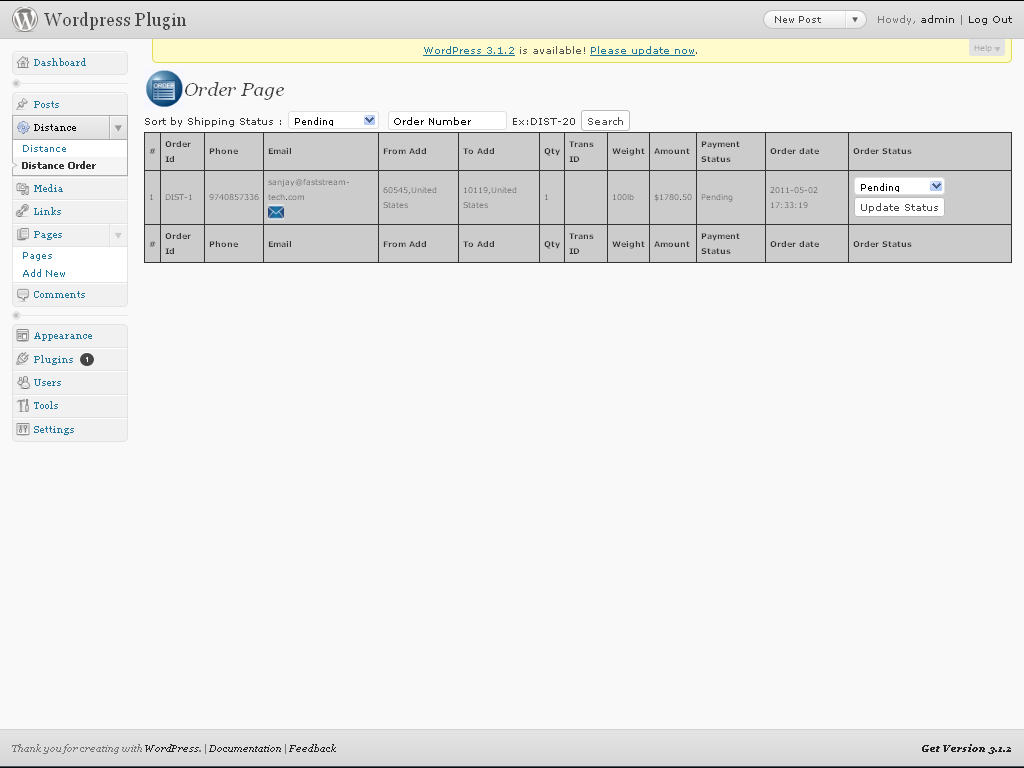 Wordpress Plugin
New Post
Howdy, admin | Log Out
WordPress 3.1.2 is available! Please update now.
Help
Dashboard
Posts
Distance
Distance
Distance Order
Media
Links
Pages
Pages
Add New
Comments
Appearance
Plugins 1
Users
Tools
Settings
ORDER
Order Page
Sort by Shipping Status : Pending Order Number Ex:DIST-20 Search
# Order Id Phone Email From Add To Add Qty Trans ID Weight Amount Payment Status Order date Order Status
1 DIST-1 9740857336 sanjay@faststream-tech.com 60545,United States 10119,United States 1 100lb $1780.50 Pending 2011-05-02 17:33:19 Pending
Update Status
# Order Id Phone Email From Add To Add Qty Trans ID Weight Amount Payment Status Order date Order Status
Thank you for creating with WordPress. | Documentation | Feedback
Get Version 3.1.2